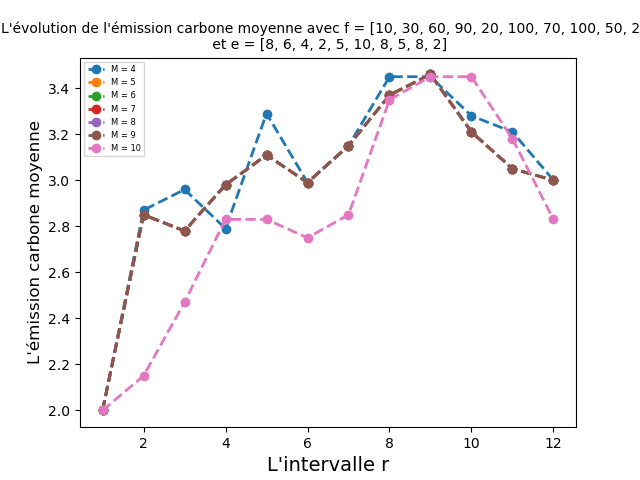 L'évolution de l'émission carbone moyenne avec f = [10, 30, 60, 90, 20, 100, 70, 100, 50, 2
et e = [8, 6, 4, 2, 5, 10, 8, 5, 8, 2]
M = 4
M = 5
M = 6
M = 7
M = 8
M = 9
M = 10
L'émission carbone moyenne
3.4
3.2
3.0
2.8
2.6
2.4
2.2
2.0
2 4 6 8 10 12
L'intervalle r